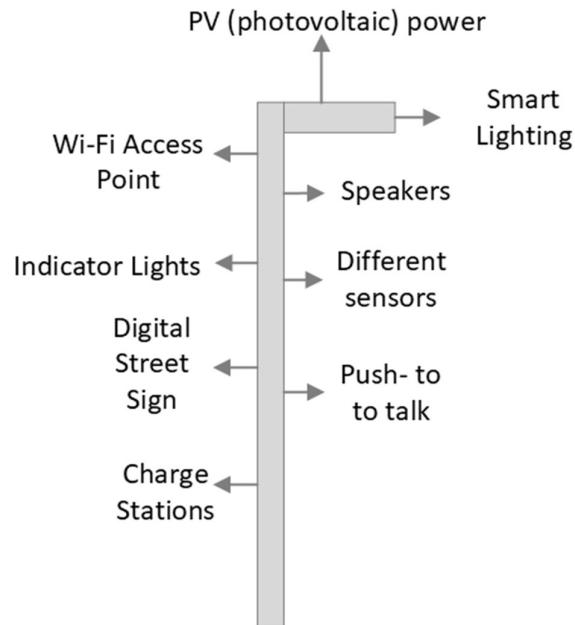 PV (photovoltaic) power
Smart
Lighting
Wi-Fi Access
Point
Speakers
Indicator Lights
Different
sensors
Digital
Street
Sign
Push- to
to talk
Charge
Stations